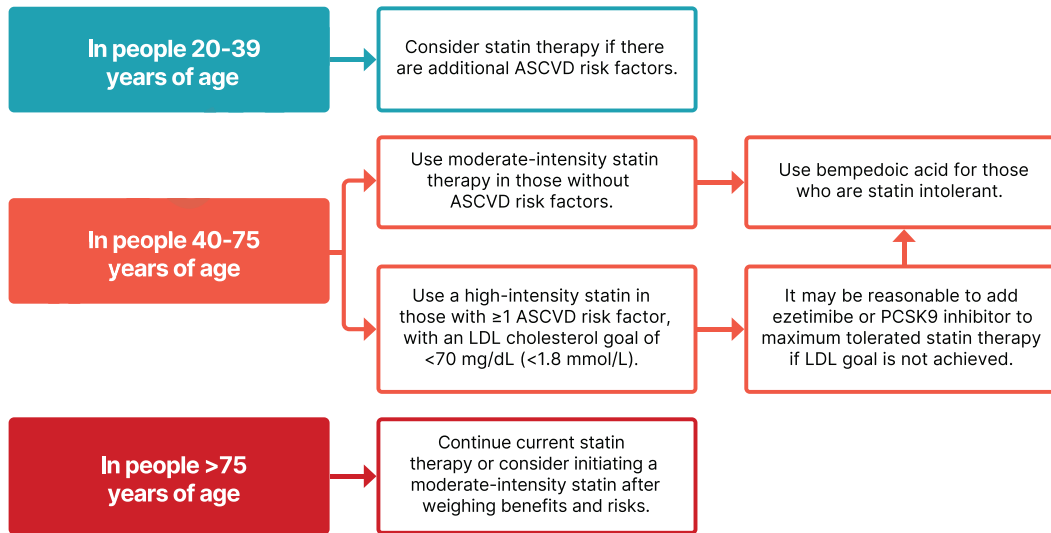 In people 20-39
years of age
Consider statin therapy if there
are additional ASCVD risk factors.
In people 40-75
years of age
Use moderate-intensity statin
therapy in those without
ASCVD risk factors.
Use bempedoic acid for those
who are statin intolerant.
Use a high-intensity statin in
those with ≥1 ASCVD risk factor,
with an LDL cholesterol goal of
<70 mg/dL (<1.8 mmol/L).
It may be reasonable to add
ezetimibe or PCSK9 inhibitor to
maximum tolerated statin therapy
if LDL goal is not achieved.
In people >75
years of age
Continue current statin
therapy or consider initiating a
moderate-intensity statin after
weighing benefits and risks.